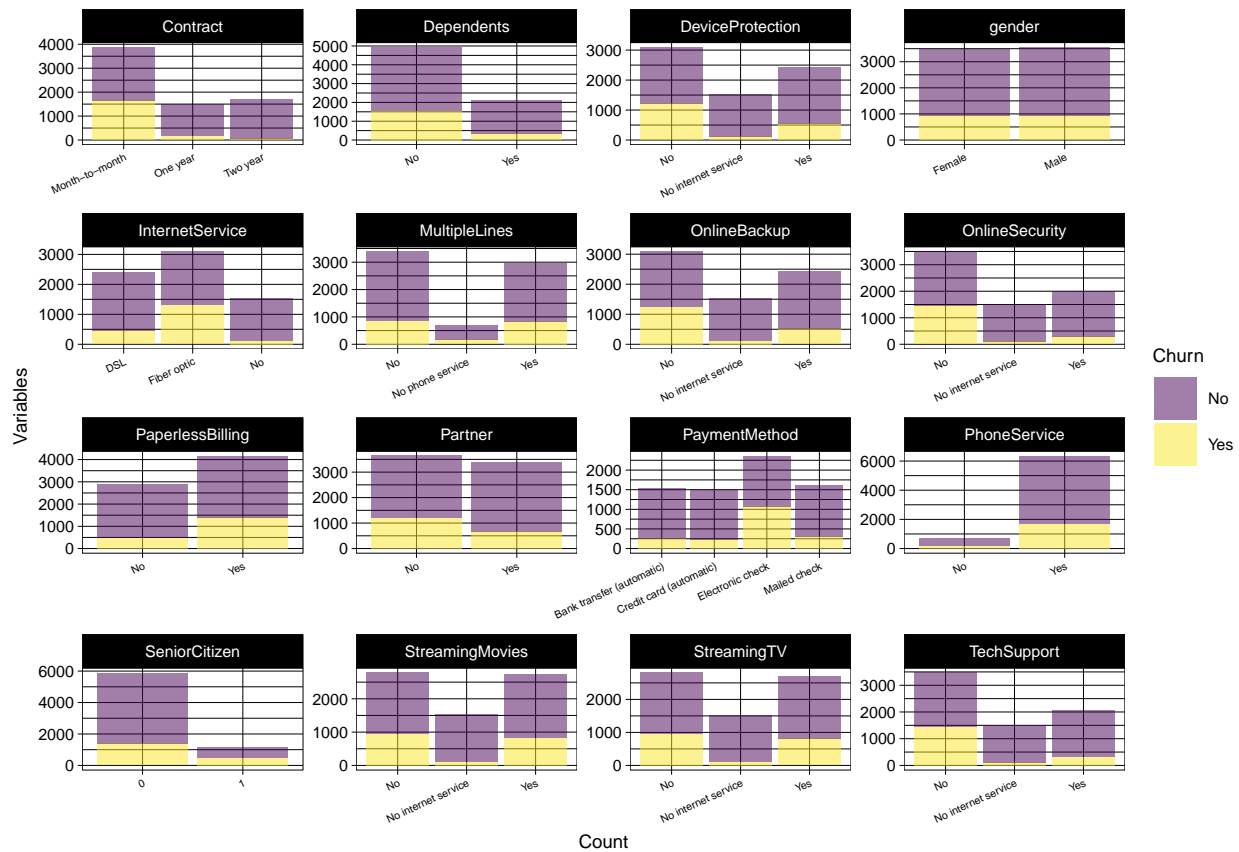 Contract
4000
3000
2000
1000
0
Month−to−month
One year
Two year
Dependents
5000
4000
3000
2000
1000
0
No
Yes
DeviceProtection
3000
2000
1000
0
No
No internet service
Yes
gender
3000
2000
1000
0
Female
Male
InternetService
3000
2000
1000
0
DSL
Fiber optic
No
MultipleLines
3000
2000
1000
0
No
No phone service
Yes
OnlineBackup
3000
2000
1000
0
No
No internet service
Yes
OnlineSecurity
3000
2000
1000
0
No
No internet service
Yes
PaperlessBilling
4000
3000
2000
1000
0
No
Yes
Partner
3000
2000
1000
0
No
Yes
PaymentMethod
2000
1500
1000
500
0
Bank transfer (automatic)
Credit card (automatic)
Electronic check
Mailed check
PhoneService
6000
4000
2000
0
No
Yes
SeniorCitizen
6000
4000
2000
0
0
1
StreamingMovies
2000
1000
0
No
No internet service
Yes
StreamingTV
2000
1000
0
No
No internet service
Yes
TechSupport
3000
2000
1000
0
No
No internet service
Yes
Variables
Count
Churn
No
Yes